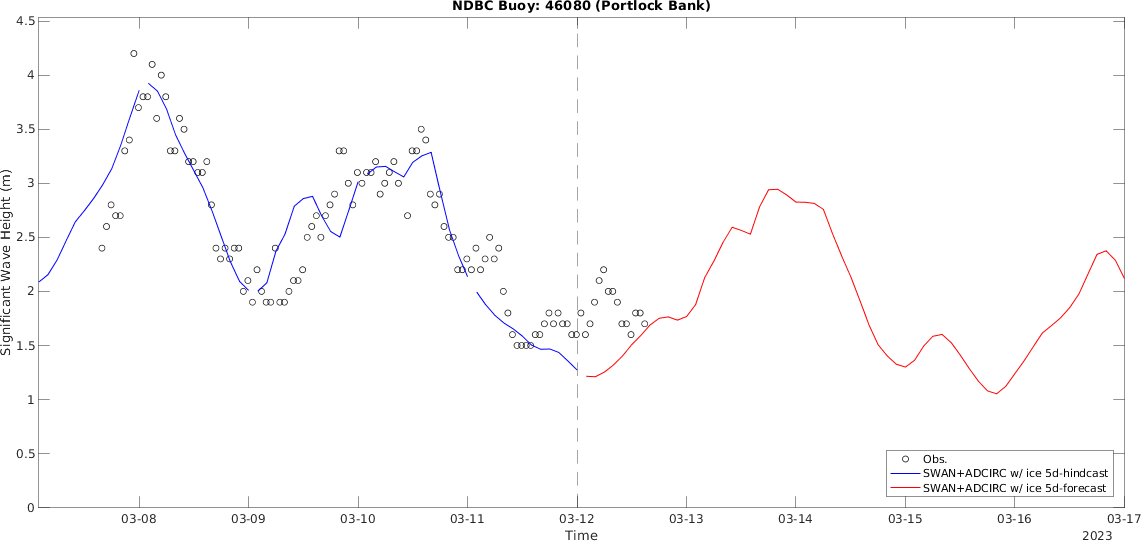 NDBC Buoy: 46080 (Portlock Bank)
4.5
4
3.5
3
2.5
2
1.5
1
0.5
0
Significant Wave Height (m)
Obs.
SWAN+ADCIRC w/ ice 5d-hindcast
SWAN+ADCIRC w/ ice 5d-forecast
03-08 03-09 03-10 03-11 03-12 03-13 03-14 03-15 03-16 03-17
Time
2023